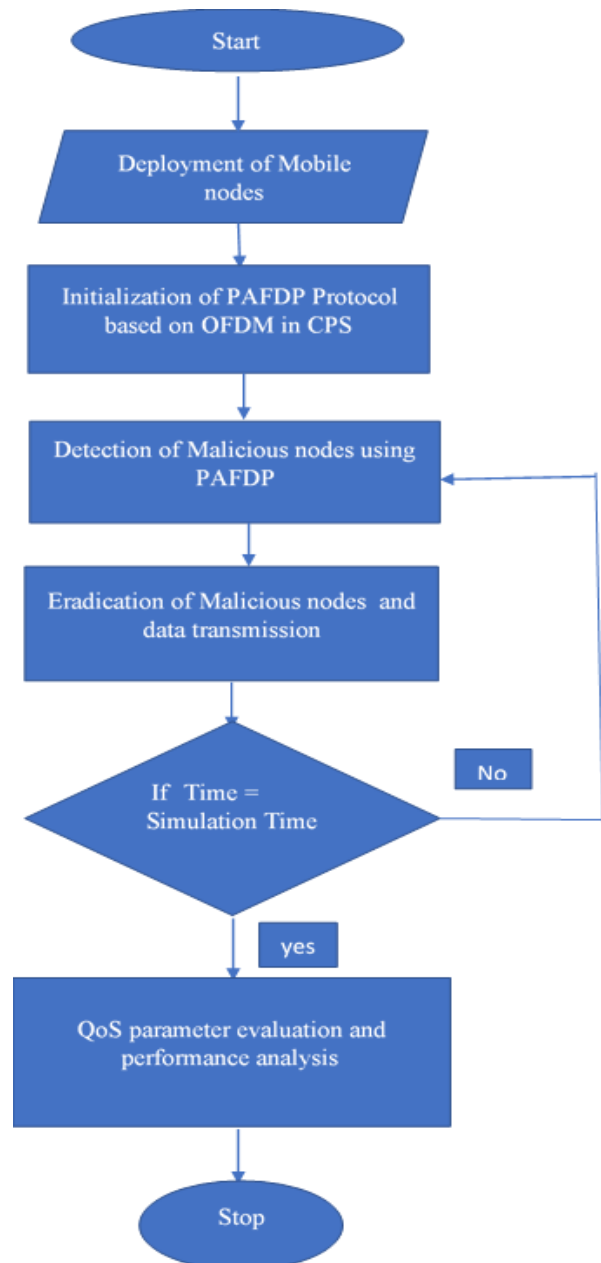 Start
Deployment of Mobile
nodes
Initialization of PAFDP Protocol
based on OFDM in CPS
Detection of Malicious nodes using
PAFDP
Eradication of Malicious nodes and
data transmission
If Time =
Simulation Time
No
yes
QoS parameter evaluation and
performance analysis
Stop